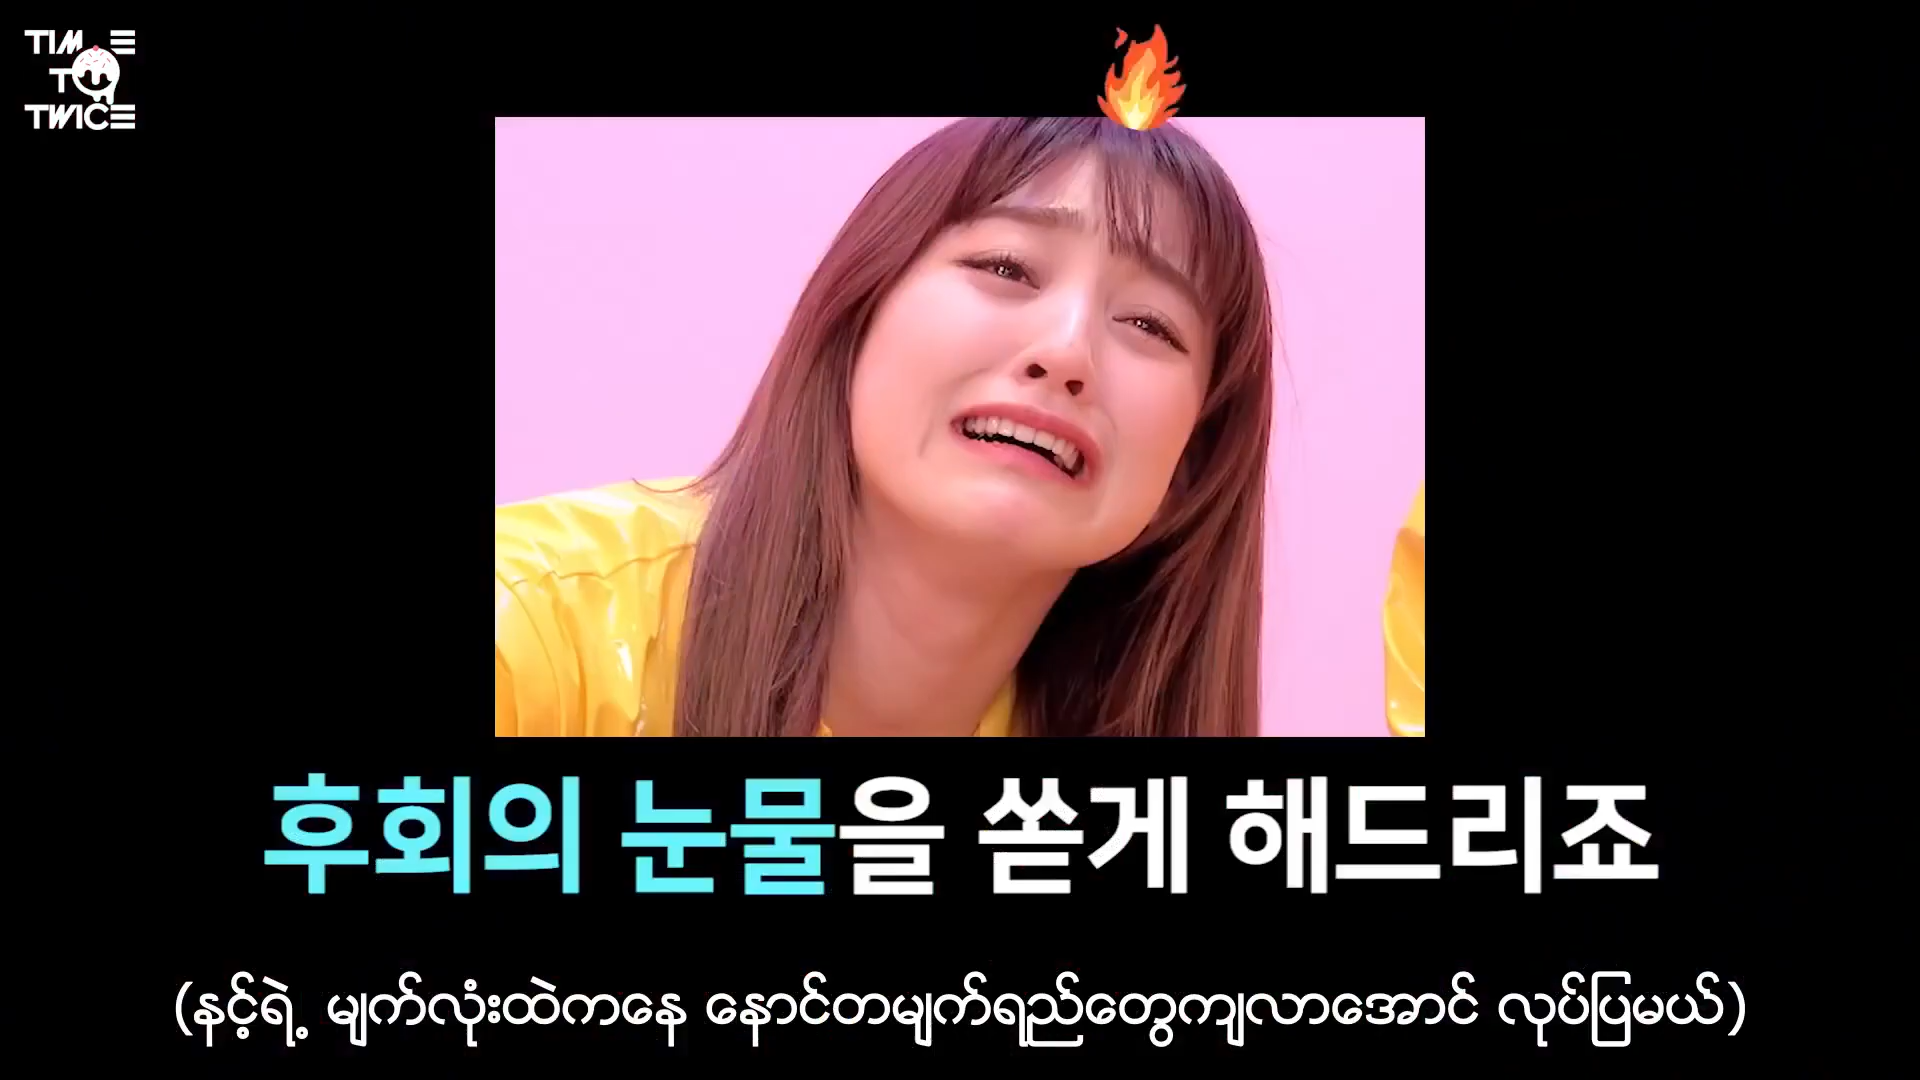 TIME
TO
TWICE
후회의 눈물을 쏟게 해드리죠
(နင့်ရဲ့ မျက်လုံးထဲကနေ နောင်တမျက်ရည်တွေကျလာအောင် လုပ်ပြမယ်)